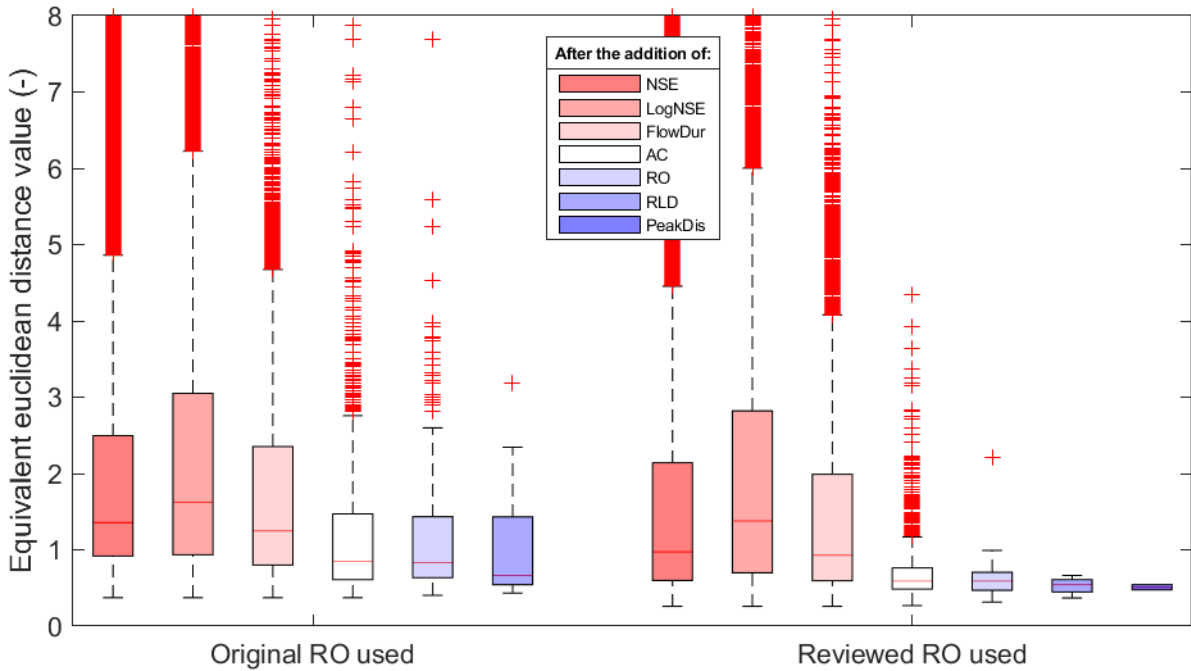 Equivalent euclidean distance value (-)
8
7
6
5
4
3
2
1
0
After the addition of:
NSE
LogNSE
FlowDur
AC
RO
RLD
PeakDis
Original RO used
Reviewed RO used